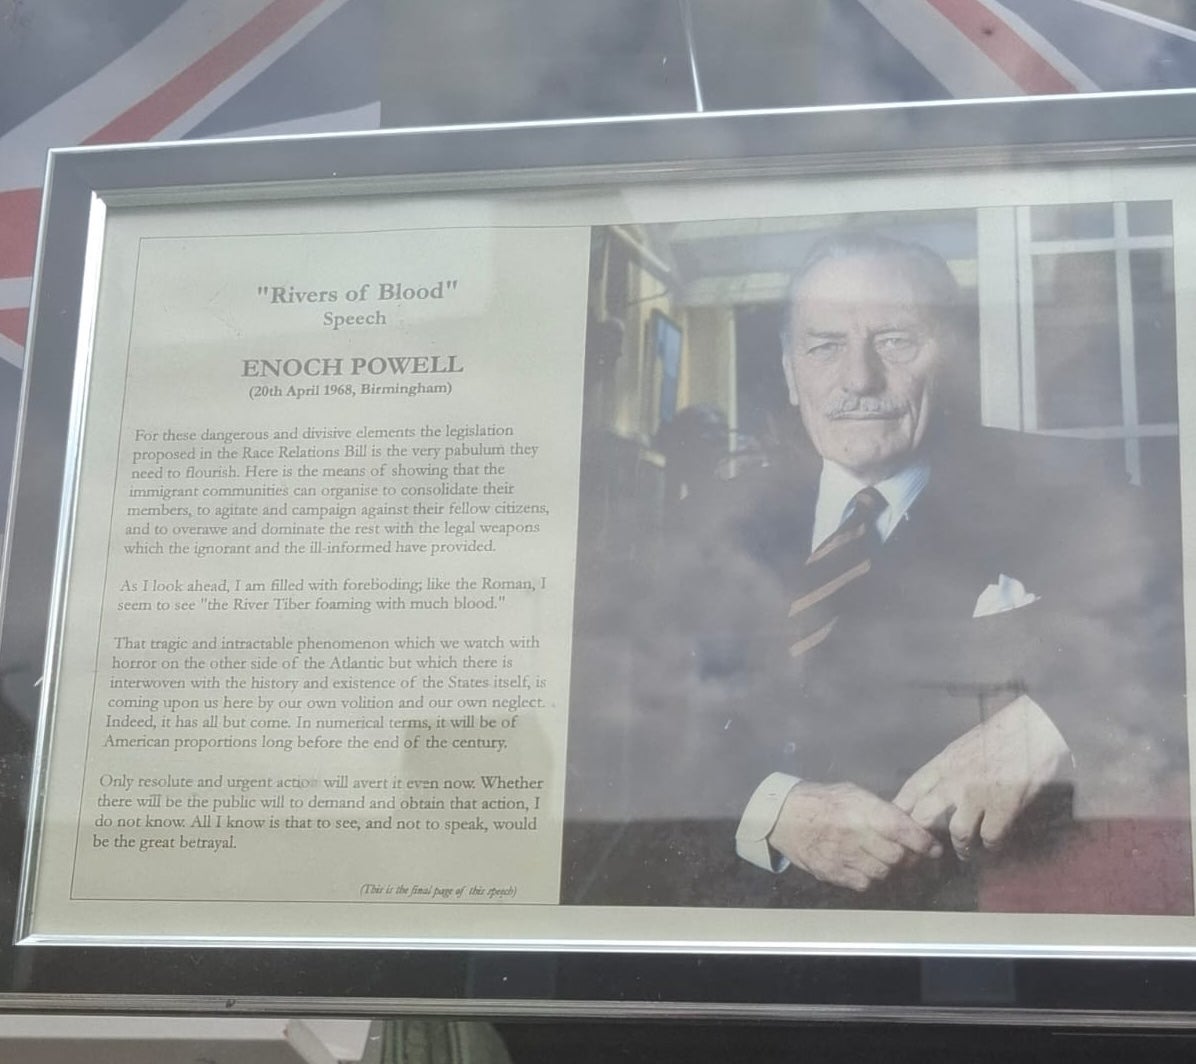 "Rivers of Blood"
Speech
ENOCH POWELL
(20th April 1968, Birmingham)
For these dangerous and divisive elements the legislation
proposed in the Race Relations Bill is the very pabulum they
need to flourish. Here is the means of showing that the
immigrant communities can organise to consolidate their
members, to agitate and campaign against their fellow citizens,
and to overawe and dominate the rest with the legal weapons
which the ignorant and the ill-informed have provided.
As I look ahead, I am filled with foreboding; like the Roman, I
seem to see "the River Tiber foaming with much blood."
That tragic and intractable phenomenon which we watch with
horror on the other side of the Atlantic but which there is
interwoven with the history and existence of the States itself, is
coming upon us here by our own volition and our own neglect.
Indeed, it has all but come. In numerical terms, it will be of
American proportions long before the end of the century.
Only resolute and urgent action will avert it even now. Whether
there will be the public will to demand and obtain that action, I
do not know. All I know is that to see, and not to speak, would
be the great betrayal.
(This is the final page of this speech)